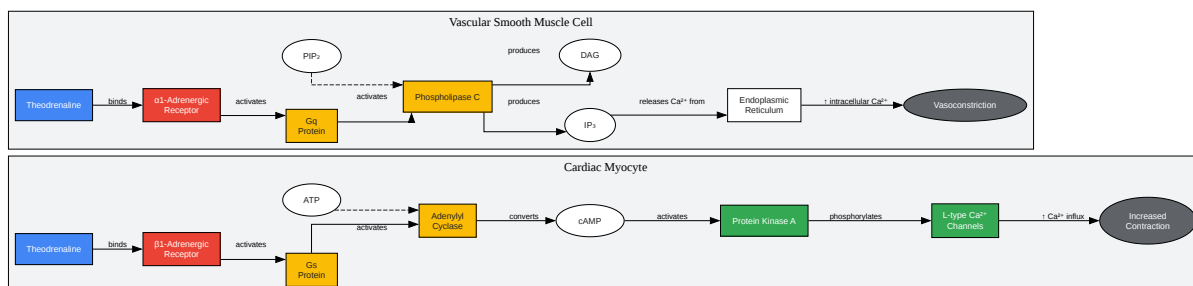 Vascular Smooth Muscle Cell
Theodrenaline
binds
α1-Adrenergic
Receptor
activates
PIP₂
Gq
Protein
activates
Phospholipase C
produces
DAG
produces
IP₃
releases Ca²⁺ from
Endoplasmic
Reticulum
↑ intracellular Ca²⁺
Vasoconstriction
Cardiac Myocyte
Theodrenaline
binds
β1-Adrenergic
Receptor
activates
ATP
Gs
Protein
activates
Adenylyl
Cyclase
converts
cAMP
activates
Protein Kinase A
phosphorylates
L-type Ca²⁺
Channels
↑ Ca²⁺ influx
Increased
Contraction